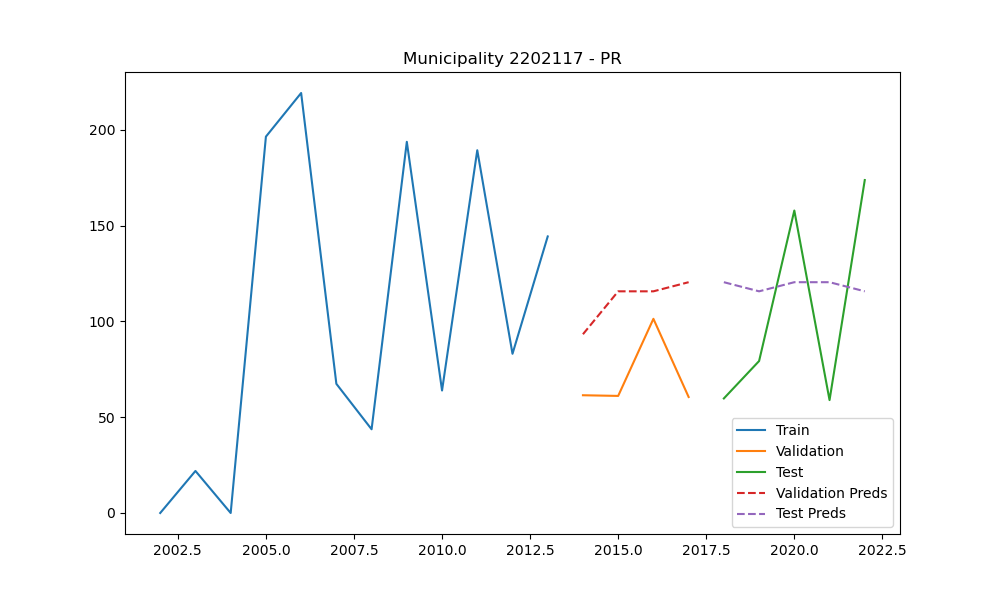 Municipality 2202117 - PR
200
150
100
50
0
2002.5 2005.0 2007.5 2010.0 2012.5 2015.0 2017.5 2020.0 2022.5
Train
Validation
Test
Validation Preds
Test Preds